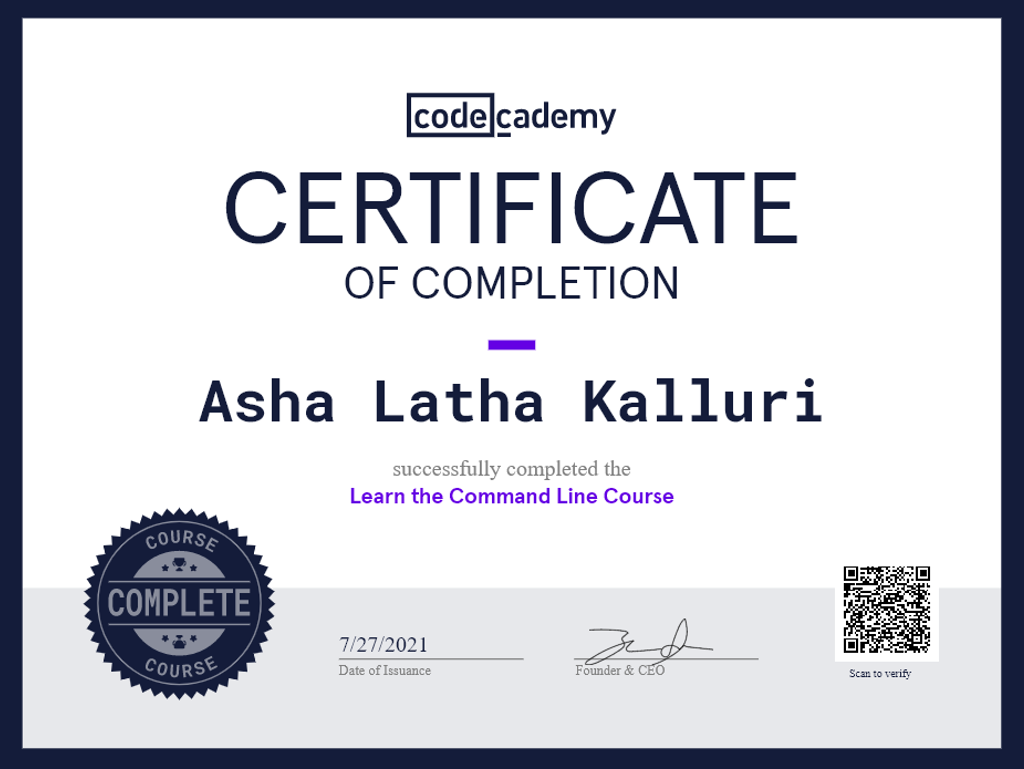 codecademy
CERTIFICATE
OF COMPLETION
Asha Latha Kalluri
successfully completed the
Learn the Command Line Course
COURSE
COMPLETE
COURSE
7/27/2021
Date of Issuance
Founder & CEO
Scan to verify